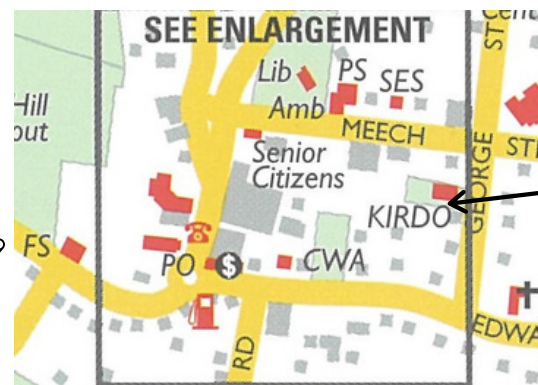 SEE ENLARGEMENT
ST
Cent
Lib
PS
SES
Hill
out
Amb
MEECH
ST
Senior
Citizens
GEORGE
KIRDO
FS
PO
$
CWA
EDWA
RD